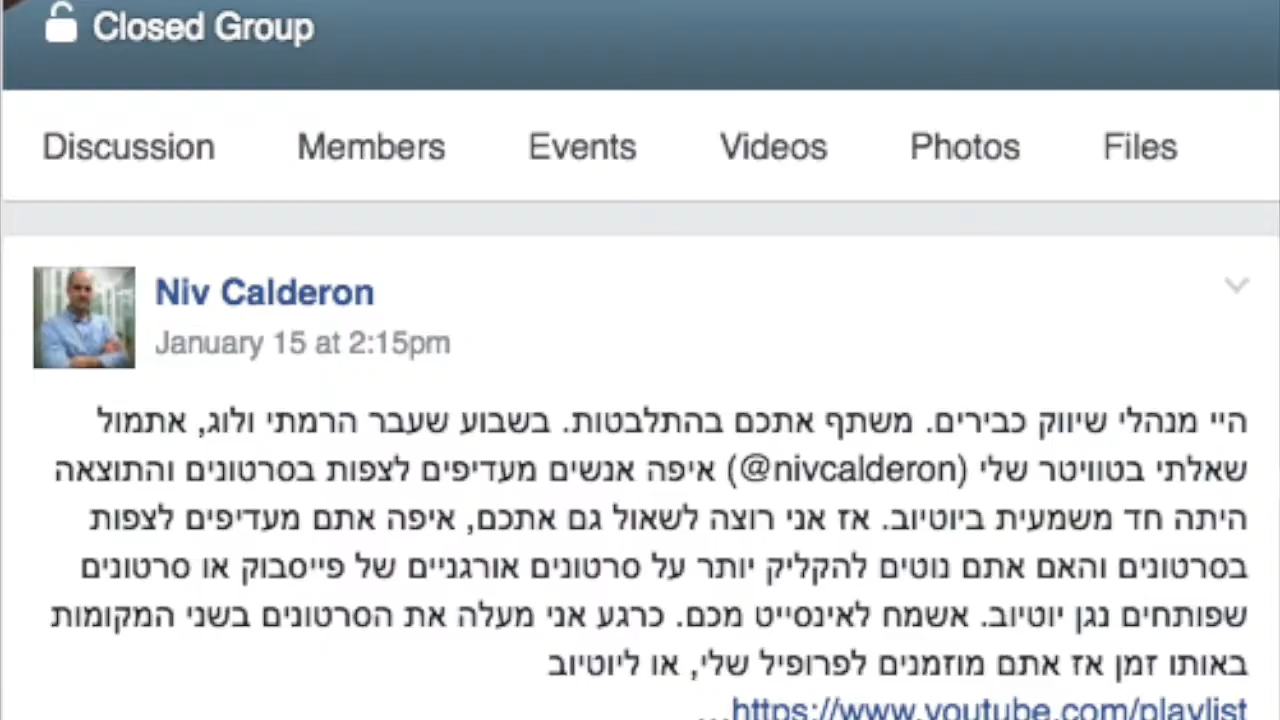 Closed Group
Discussion Members Events Videos Photos Files
Niv Calderon
January 15 at 2:15pm
היי מנהלי שיווק כבירים. משתף אתכם בהתלבטות. בשבוע שעבר הרמתי ולוג, אתמול
שאלתי בטוויטר שלי (@nivcalderon) איפה אנשים מעדיפים לצפות בסרטונים והתוצאה
היתה חד משמעית ביוטיוב. אז אני רוצה לשאול גם אתכם, איפה אתם מעדיפים לצפות
בסרטונים והאם אתם נוטים להקליק יותר על סרטונים אורגניים של פייסבוק או סרטונים
שפותחים נגן יוטיוב. אשמח לאינסייט מכם. כרגע אני מעלה את הסרטונים בשני המקומות
באותו זמן אז אתם מוזמנים לפרופיל שלי, או ליוטיוב
https://www.youtube.com/playlist...